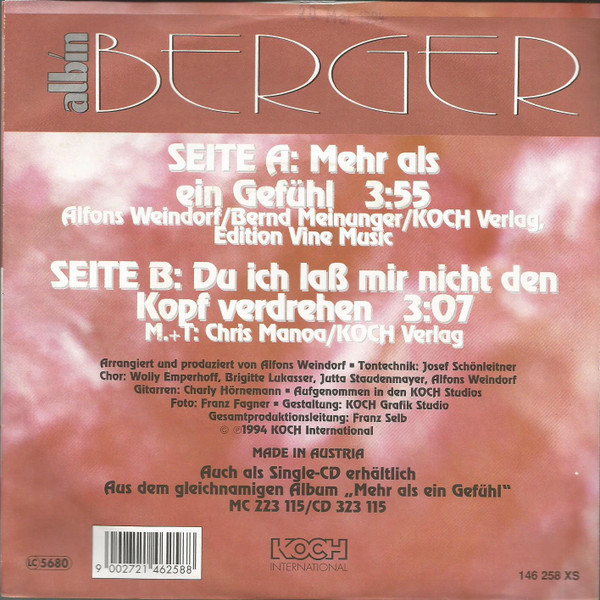 albin
BERGER
SEITE A: Mehr als
ein Gefühl 3:55
Alfons Weindorf/Bernd Meinunger/KOCH Verlag,
Edition Vine Music
SEITE B: Du ich laß mir nicht den
Kopf verdrehen 3:07
M.+T: Chris Manoa/KOCH Verlag
Arrangiert und produziert von Alfons Weindorf ▪ Tontechnik: Josef Schönleitner
Chor: Wolly Emperhoff, Brigitte Lukasser, Jutta Staudenmayer, Alfons Weindorf
Gitarren: Charly Hörnemann ▪ Aufgenommen in den KOCH Studios
Foto: Franz Fagner ▪ Gestaltung: KOCH Grafik Studio
Gesamtproduktionsleitung: Franz Selb
© ℗1994 KOCH International
MADE IN AUSTRIA
Auch als Single-CD erhältlich
Aus dem gleichnamigen Album „Mehr als ein Gefühl“
MC 223 115/CD 323 115
LC 5680
9 002721 462588
KOCH
INTERNATIONAL
146 258 XS